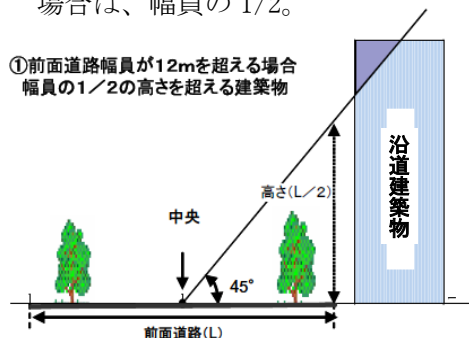 場合は、幅員の 1/2。
①前面道路幅員が12mを超える場合
幅員の1／2の高さを超える建築物
沿道建築物
高さ(L／2)
中央
45°
前面道路(L)